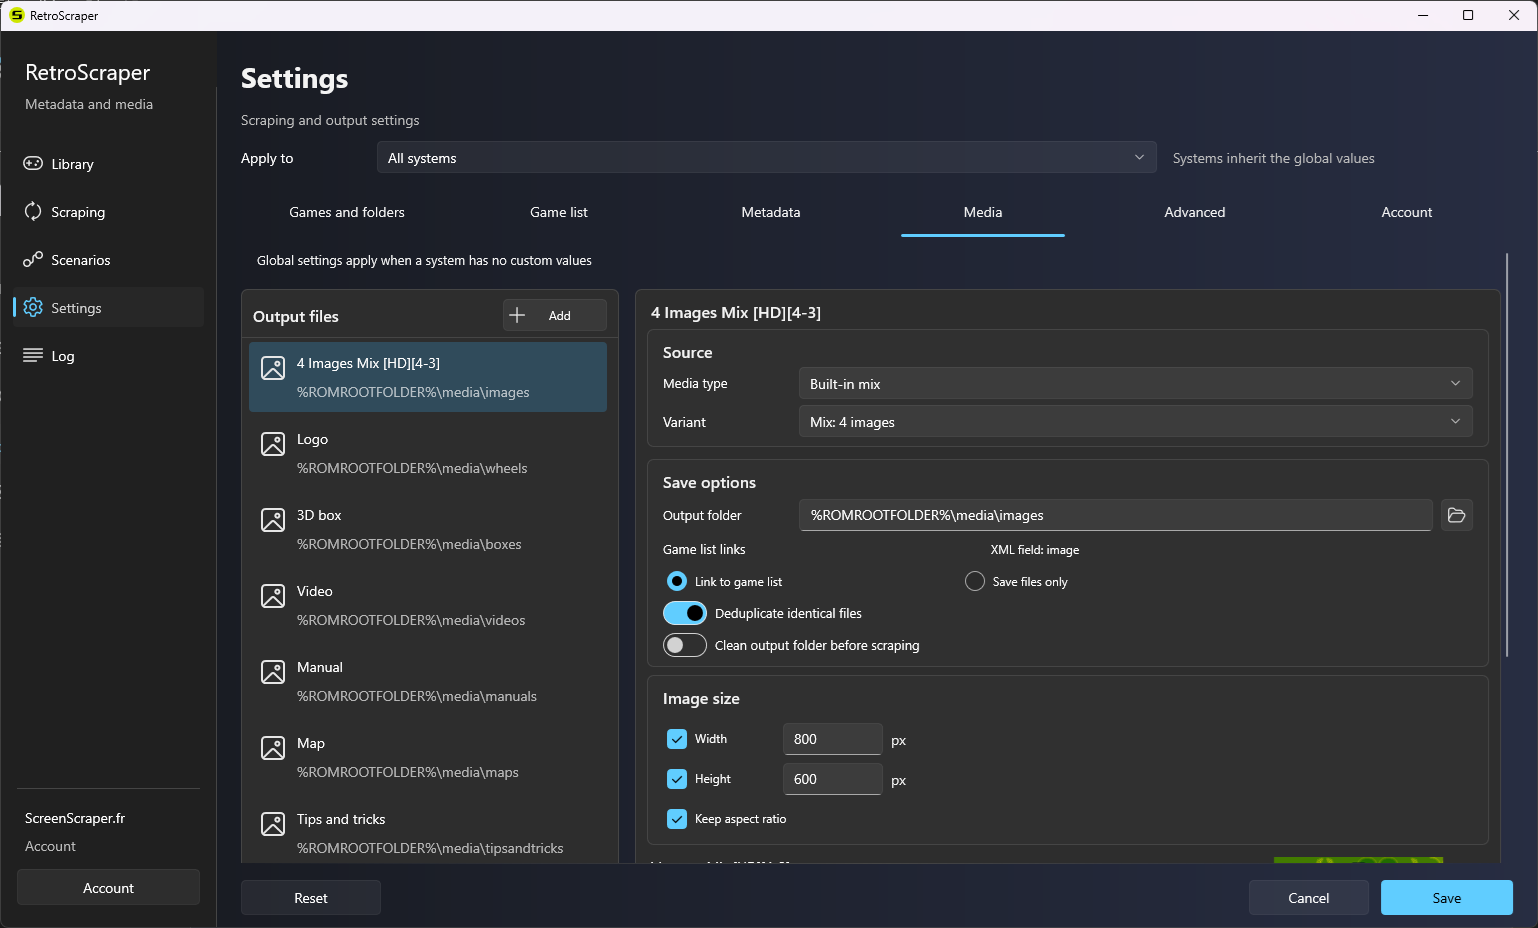 RetroScraper
RetroScraper
Metadata and media
Library
Scraping
Scenarios
Settings
Log
ScreenScraper.fr
Account
Account
Settings
Scraping and output settings
Apply to
All systems
Systems inherit the global values
Games and folders
Game list
Metadata
Media
Advanced
Account
Global settings apply when a system has no custom values
Output files
Add
4 Images Mix [HD][4-3]
%ROMROOTFOLDER%\media\images
Logo
%ROMROOTFOLDER%\media\wheels
3D box
%ROMROOTFOLDER%\media\boxes
Video
%ROMROOTFOLDER%\media\videos
Manual
%ROMROOTFOLDER%\media\manuals
Map
%ROMROOTFOLDER%\media\maps
Tips and tricks
%ROMROOTFOLDER%\media\tipsandtricks
4 Images Mix [HD][4-3]
Source
Media type
Built-in mix
Variant
Mix: 4 images
Save options
Output folder
%ROMROOTFOLDER%\media\images
Game list links
XML field: image
Link to game list
Save files only
Deduplicate identical files
Clean output folder before scraping
Image size
Width
800
px
Height
600
px
Keep aspect ratio
Reset
Cancel
Save